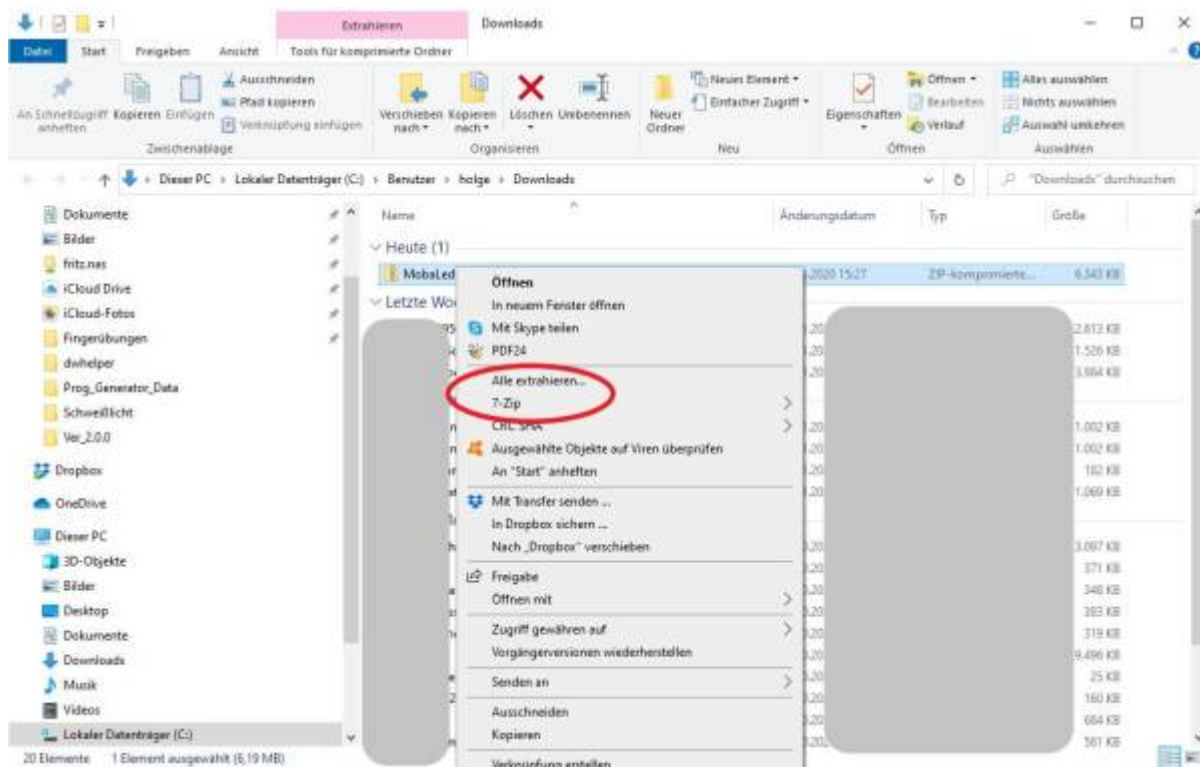 Extrahieren Downloads
Datei Start Freigeben Ansicht Tools für komprimierte Ordner
An Schnellzugriff anheften
Kopieren
Einfügen
Ausschneiden
Pfad kopieren
Verknüpfung einfügen
Zwischenablage
Verschieben nach
Kopieren nach
Löschen
Umbenennen
Organisieren
Neuer Ordner
Neues Element
Einfacher Zugriff
Neu
Eigenschaften
Öffnen
Bearbeiten
Verlauf
Öffnen
Alles auswählen
Nichts auswählen
Auswahl umkehren
Auswählen
Dieser PC › Lokaler Datenträger (C:) › Benutzer › holge › Downloads
"Downloads" durchsuchen
Dokumente
Bilder
fritz.nas
iCloud Drive
iCloud-Fotos
Fingerübungen
dwhelper
Prog_Generator_Data
Schweißlicht
Ver_2.0.0
Dropbox
OneDrive
Dieser PC
3D-Objekte
Bilder
Desktop
Dokumente
Downloads
Musik
Videos
Lokaler Datenträger (C:)
Name Änderungsdatum Typ Größe
Heute (1)
MobaLed .2020 15:27 ZIP-komprimierte... 6.343 KB
Letzte Wo
Öffnen
In neuem Fenster öffnen
Mit Skype teilen
PDF24
Alle extrahieren...
7-Zip
CRC SHA
Ausgewählte Objekte auf Viren überprüfen
An "Start" anheften
Mit Transfer senden ...
In Dropbox sichern ...
Nach „Dropbox" verschieben
Freigabe
Öffnen mit
Zugriff gewähren auf
Vorgängerversionen wiederherstellen
Senden an
Ausschneiden
Kopieren
Verknüpfung erstellen
2.613 KB
1.526 KB
3.984 KB
1.002 KB
1.002 KB
182 KB
1.069 KB
3.097 KB
371 KB
348 KB
383 KB
319 KB
9.496 KB
25 KB
160 KB
684 KB
561 KB
20 Elemente 1 Element ausgewählt (6,19 MB)